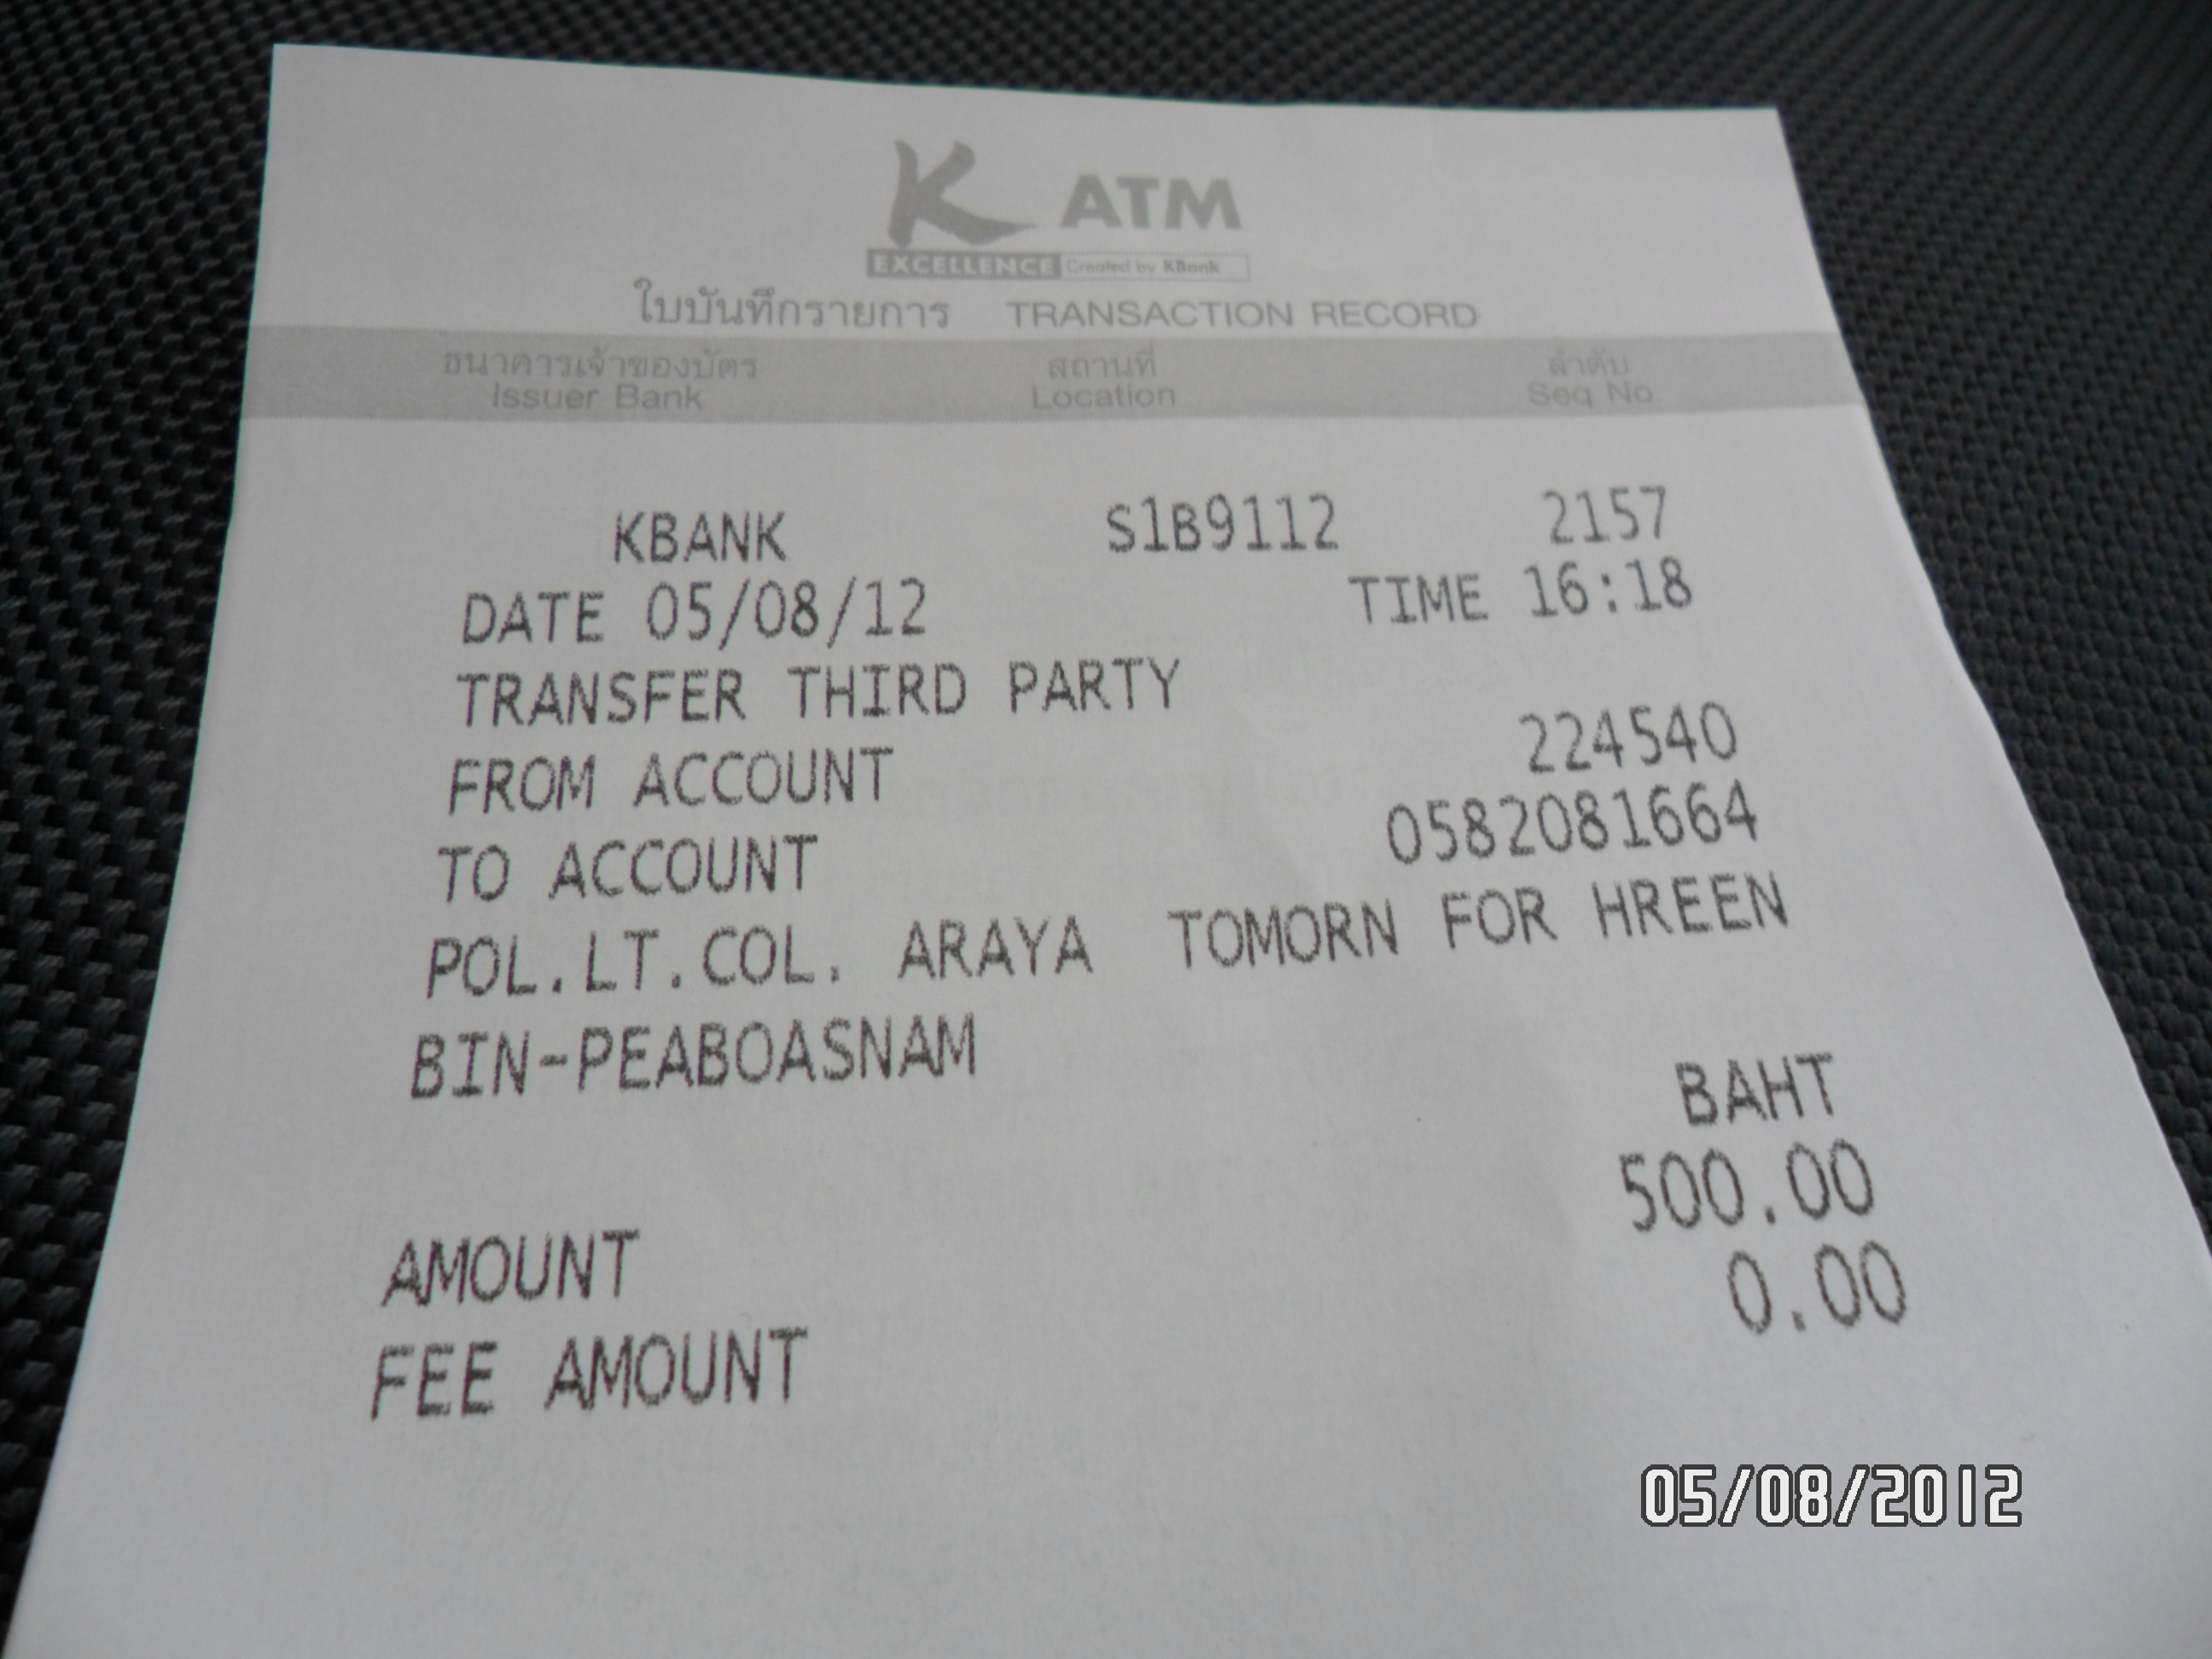 K ATM
EXCELLENCE Created by KBank
ใบบันทึกรายการ TRANSACTION RECORD
ธนาคารเจ้าของบัตร สถานที่ ลำดับ
Issuer Bank Location Seq No.
KBANK S1B9112 2157
DATE 05/08/12 TIME 16:18
TRANSFER THIRD PARTY
FROM ACCOUNT 224540
TO ACCOUNT 0582081664
POL.LT.COL. ARAYA TOMORN FOR HREEN
BIN-PEABOASNAM
BAHT
AMOUNT 500.00
FEE AMOUNT 0.00
05/08/2012